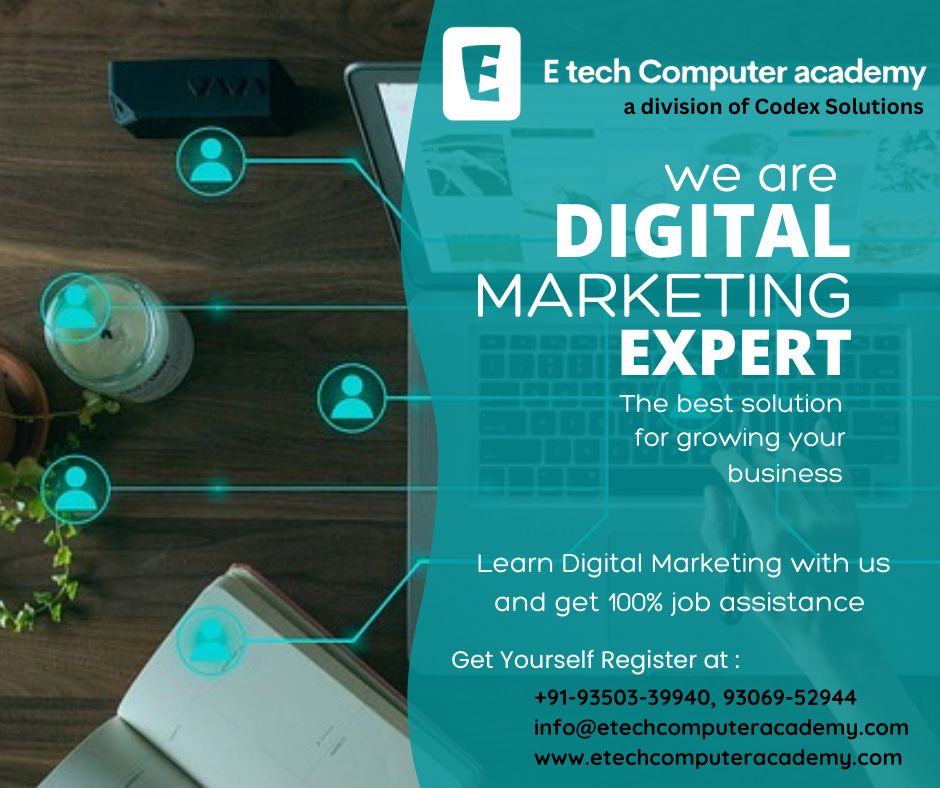 E
E tech Computer academy
a division of Codex Solutions
we are
DIGITAL
MARKETING
EXPERT
The best solution
for growing your
business
Learn Digital Marketing with us
and get 100% job assistance
Get Yourself Register at :
+91-93503-39940, 93069-52944
info@etechcomputeracademy.com
www.etechcomputeracademy.com